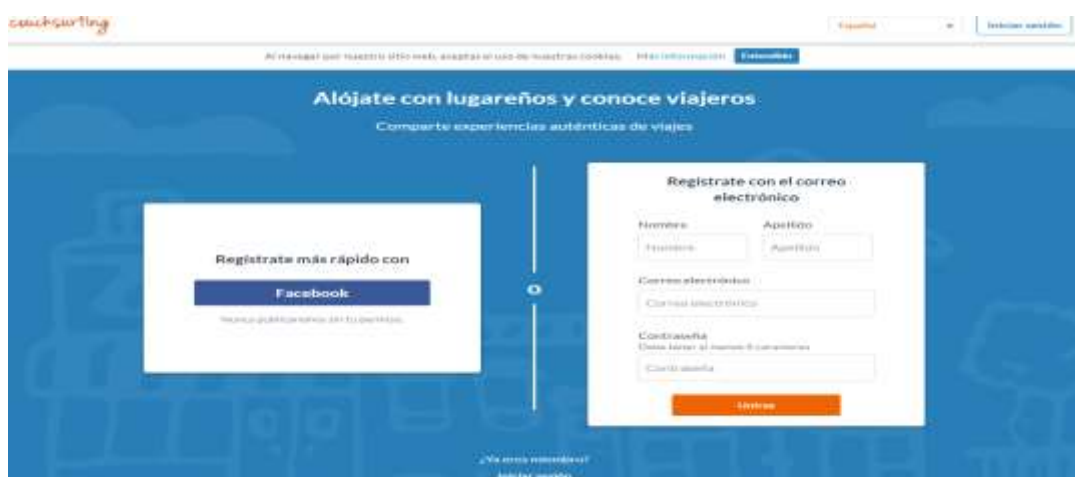 couchsurfing
Español
Iniciar sesión
Al navegar por nuestro sitio web, aceptas el uso de nuestras cookies. Más información Entendido
Alójate con lugareños y conoce viajeros
Comparte experiencias auténticas de viajes
Regístrate con el correo
electrónico
Nombre Apellido
Nombre Apellido
Regístrate más rápido con
Correo electrónico
Facebook
o
Correo electrónico
Nunca publicaremos sin tu permiso.
Contraseña
Debe tener al menos 6 caracteres
Contraseña
Unirse
¿Ya eres miembro?
Iniciar sesión